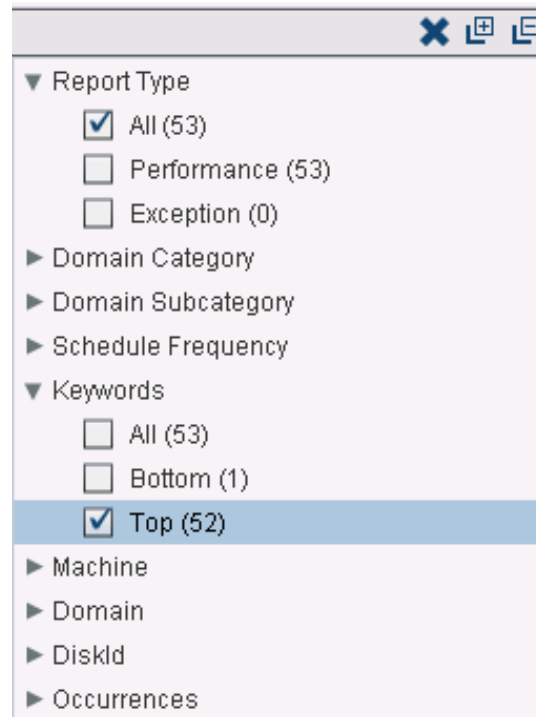 Report Type
All (53)
Performance (53)
Exception (0)
Domain Category
Domain Subcategory
Schedule Frequency
Keywords
All (53)
Bottom (1)
Top (52)
Machine
Domain
DiskId
Occurrences